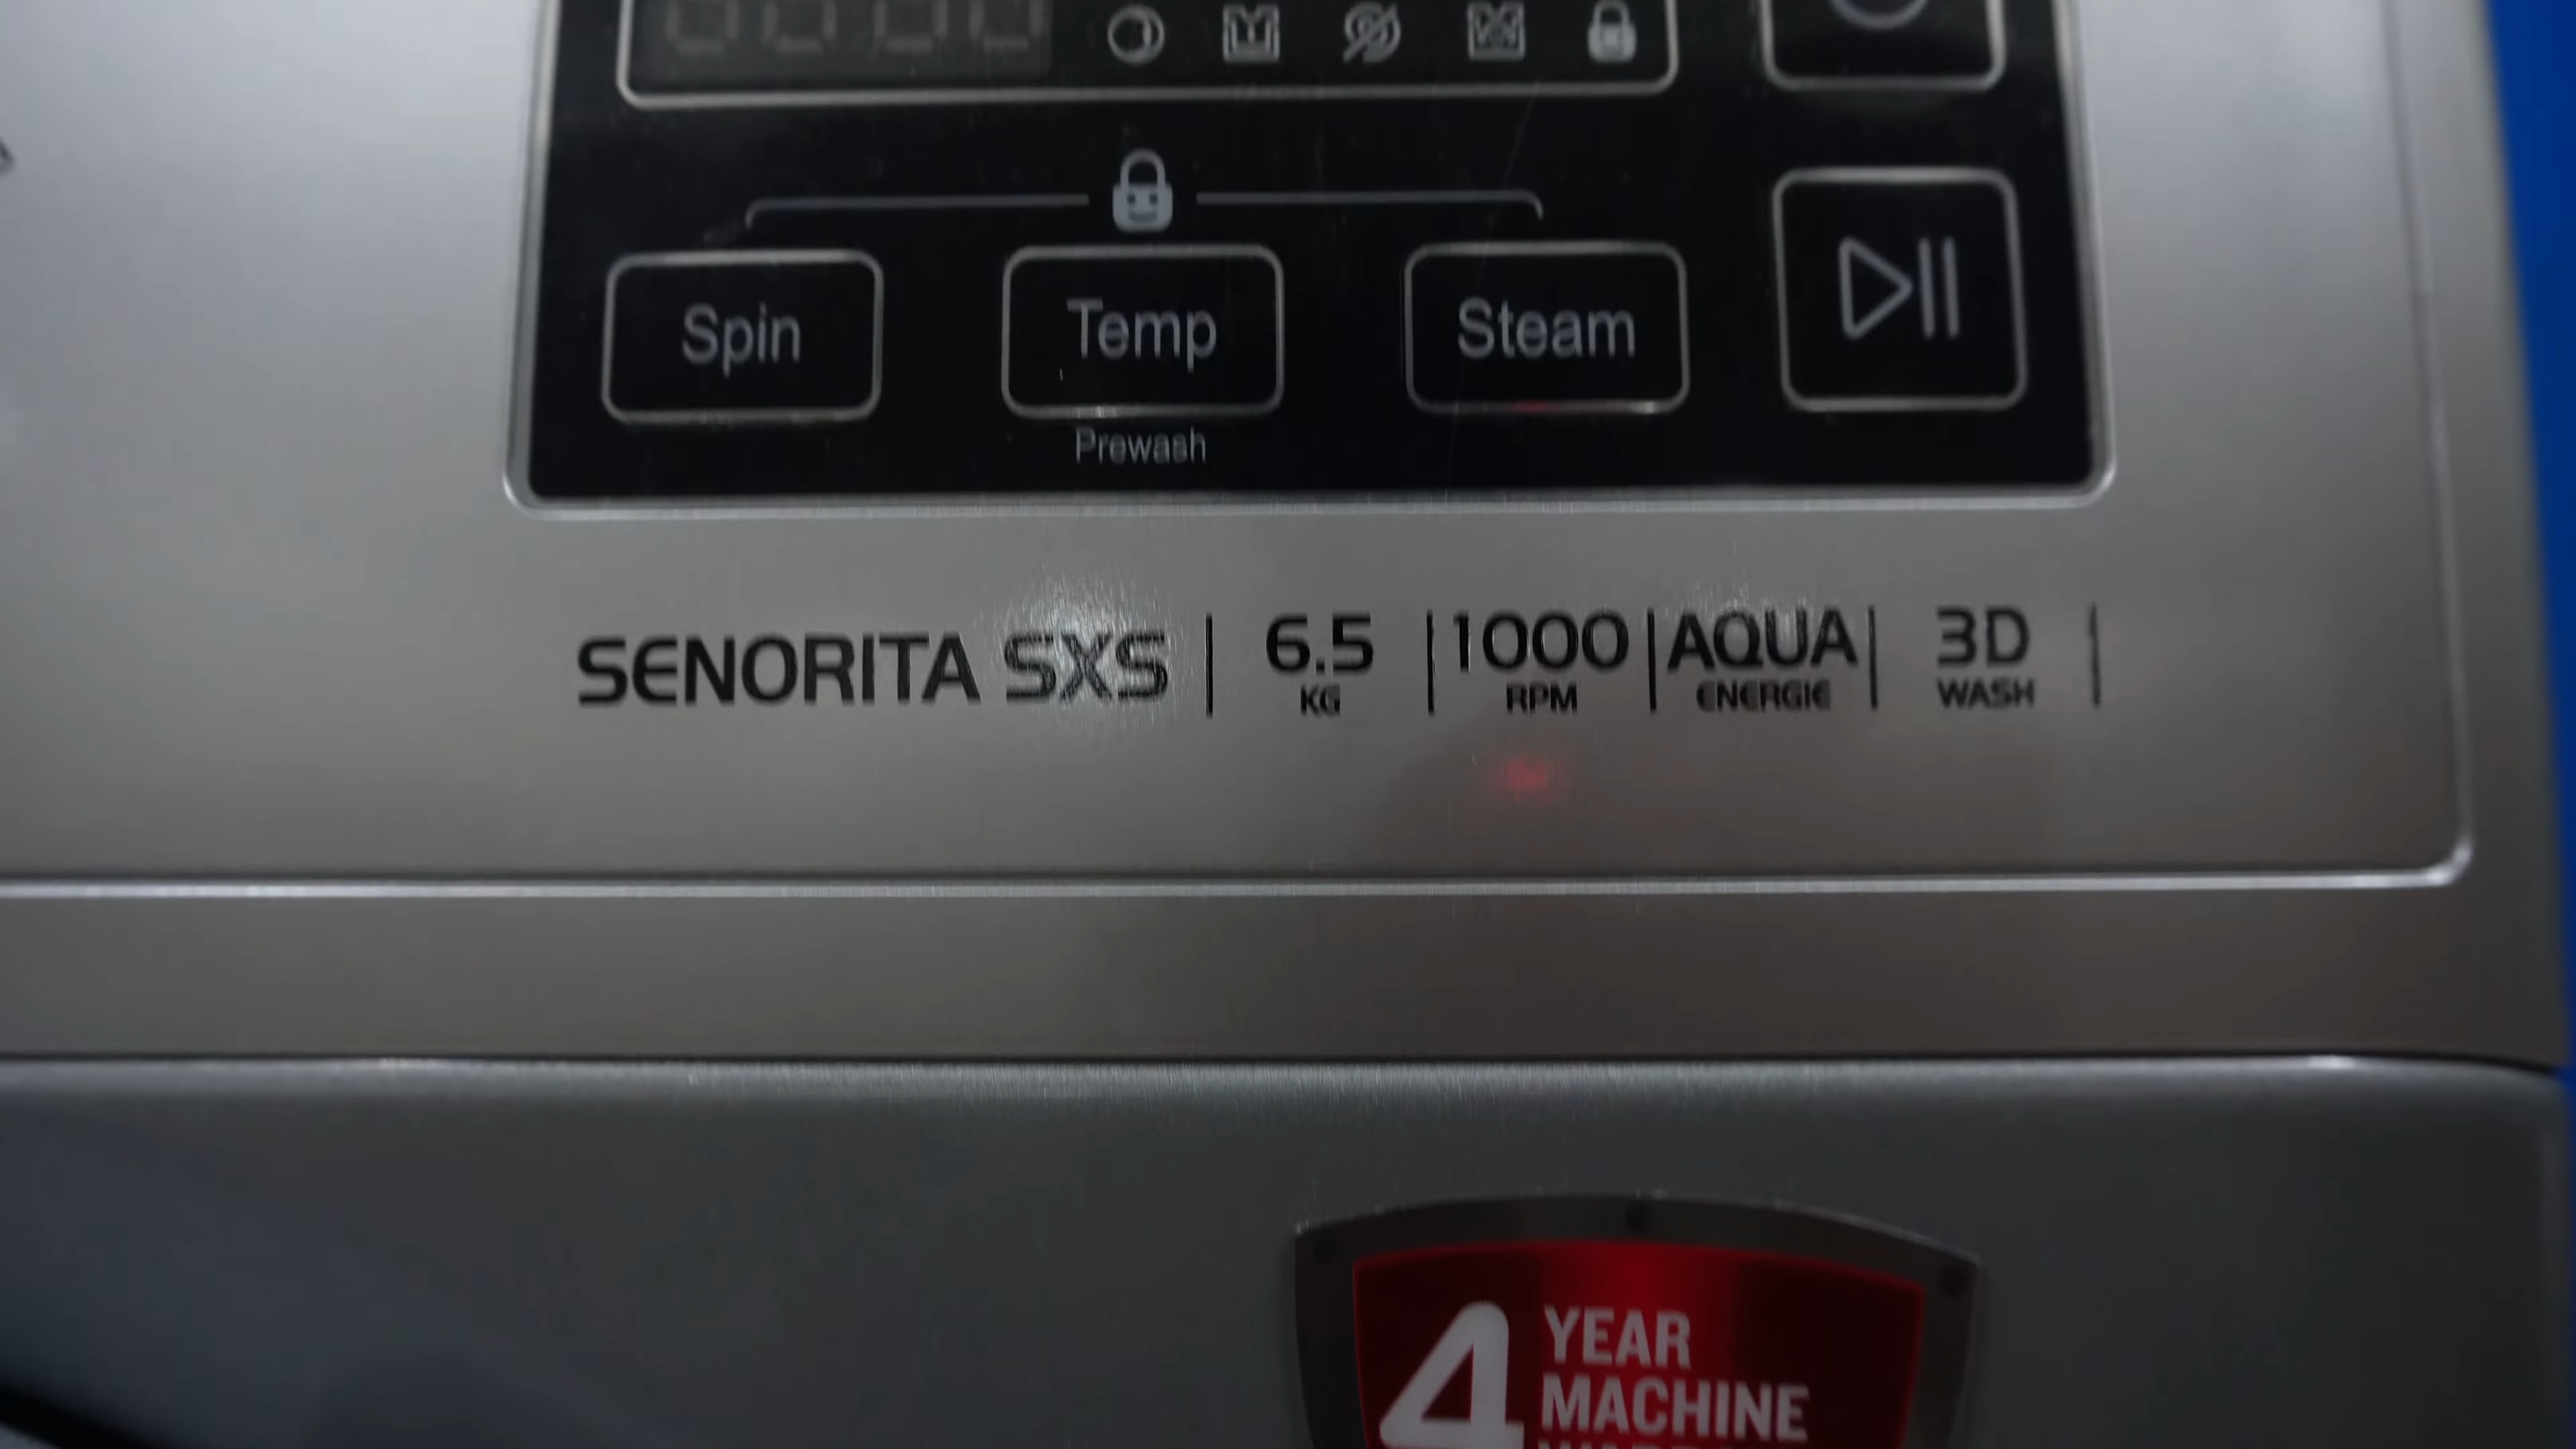 Spin
Temp
Steam
Prewash
SENORITA SXS
6.5
KG
1000
RPM
AQUA
ENERGIE
3D
WASH
4 YEAR
MACHINE